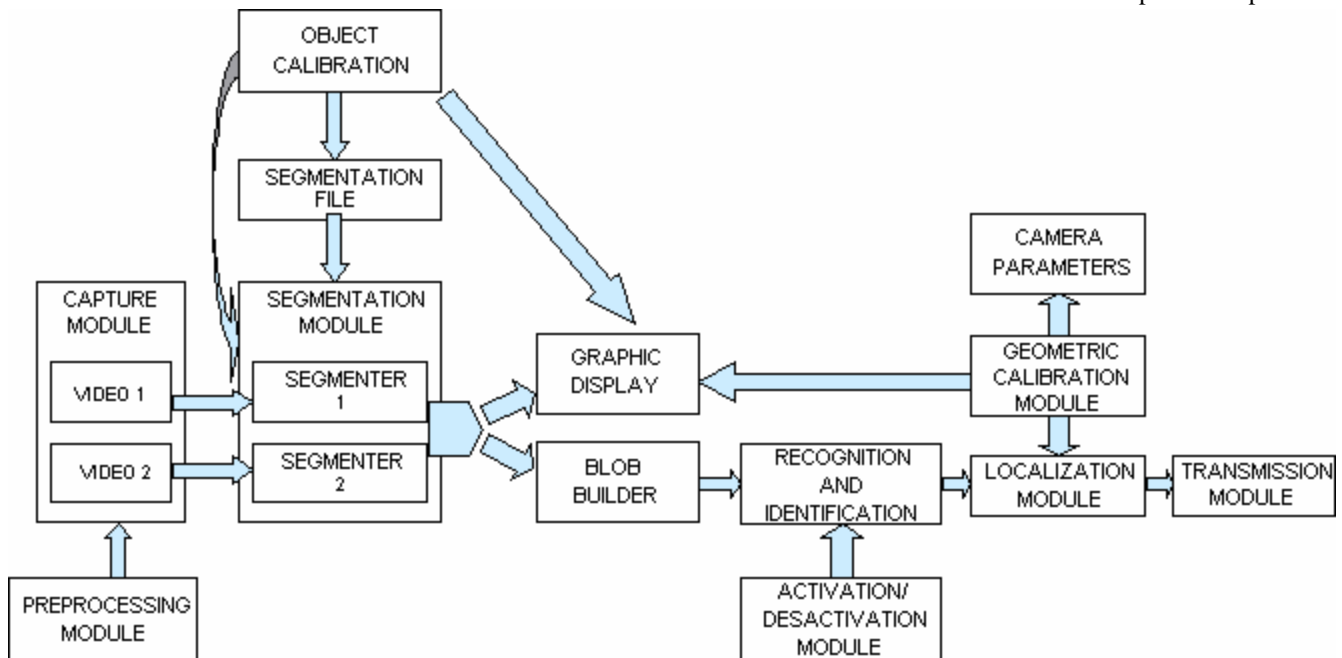 OBJECT
CALIBRATION
SEGMENTATION
FILE
CAPTURE
MODULE
VIDEO 1
VIDEO 2
SEGMENTATION
MODULE
SEGMENTER
1
SEGMENTER
2
GRAPHIC
DISPLAY
BLOB
BUILDER
CAMERA
PARAMETERS
GEOMETRIC
CALIBRATION
MODULE
RECOGNITION
AND
IDENTIFICATION
LOCALIZATION
MODULE
TRANSMISSION
MODULE
PREPROCESSING
MODULE
ACTIVATION/
DESACTIVATION
MODULE